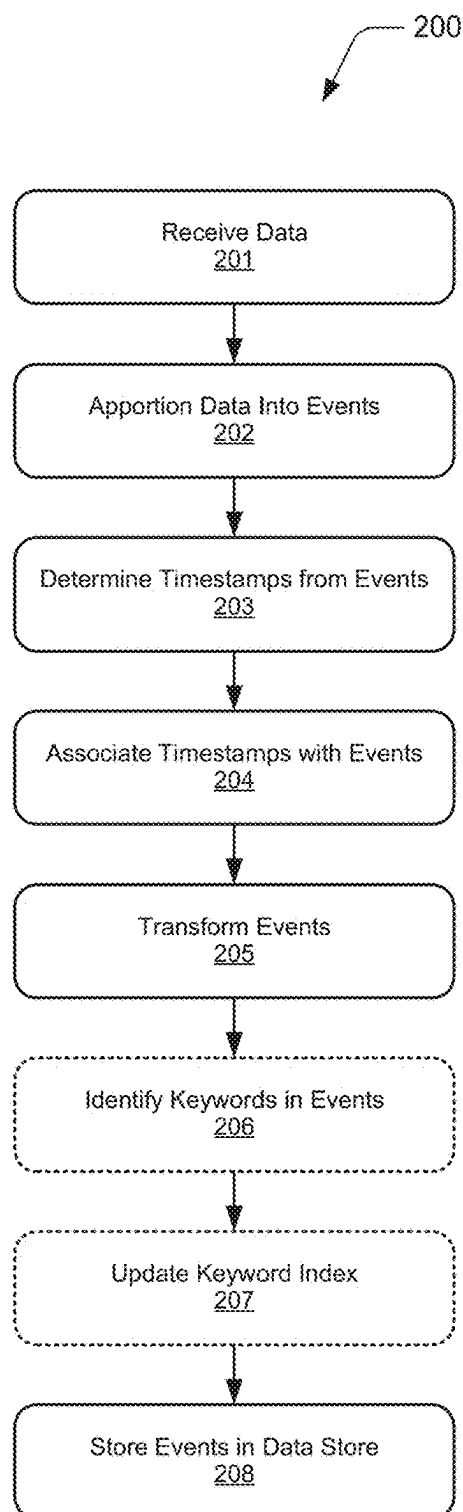 200
Receive Data
201
Apportion Data Into Events
202
Determine Timestamps from Events
203
Associate Timestamps with Events
204
Transform Events
205
Identify Keywords in Events
206
Update Keyword Index
207
Store Events in Data Store
208